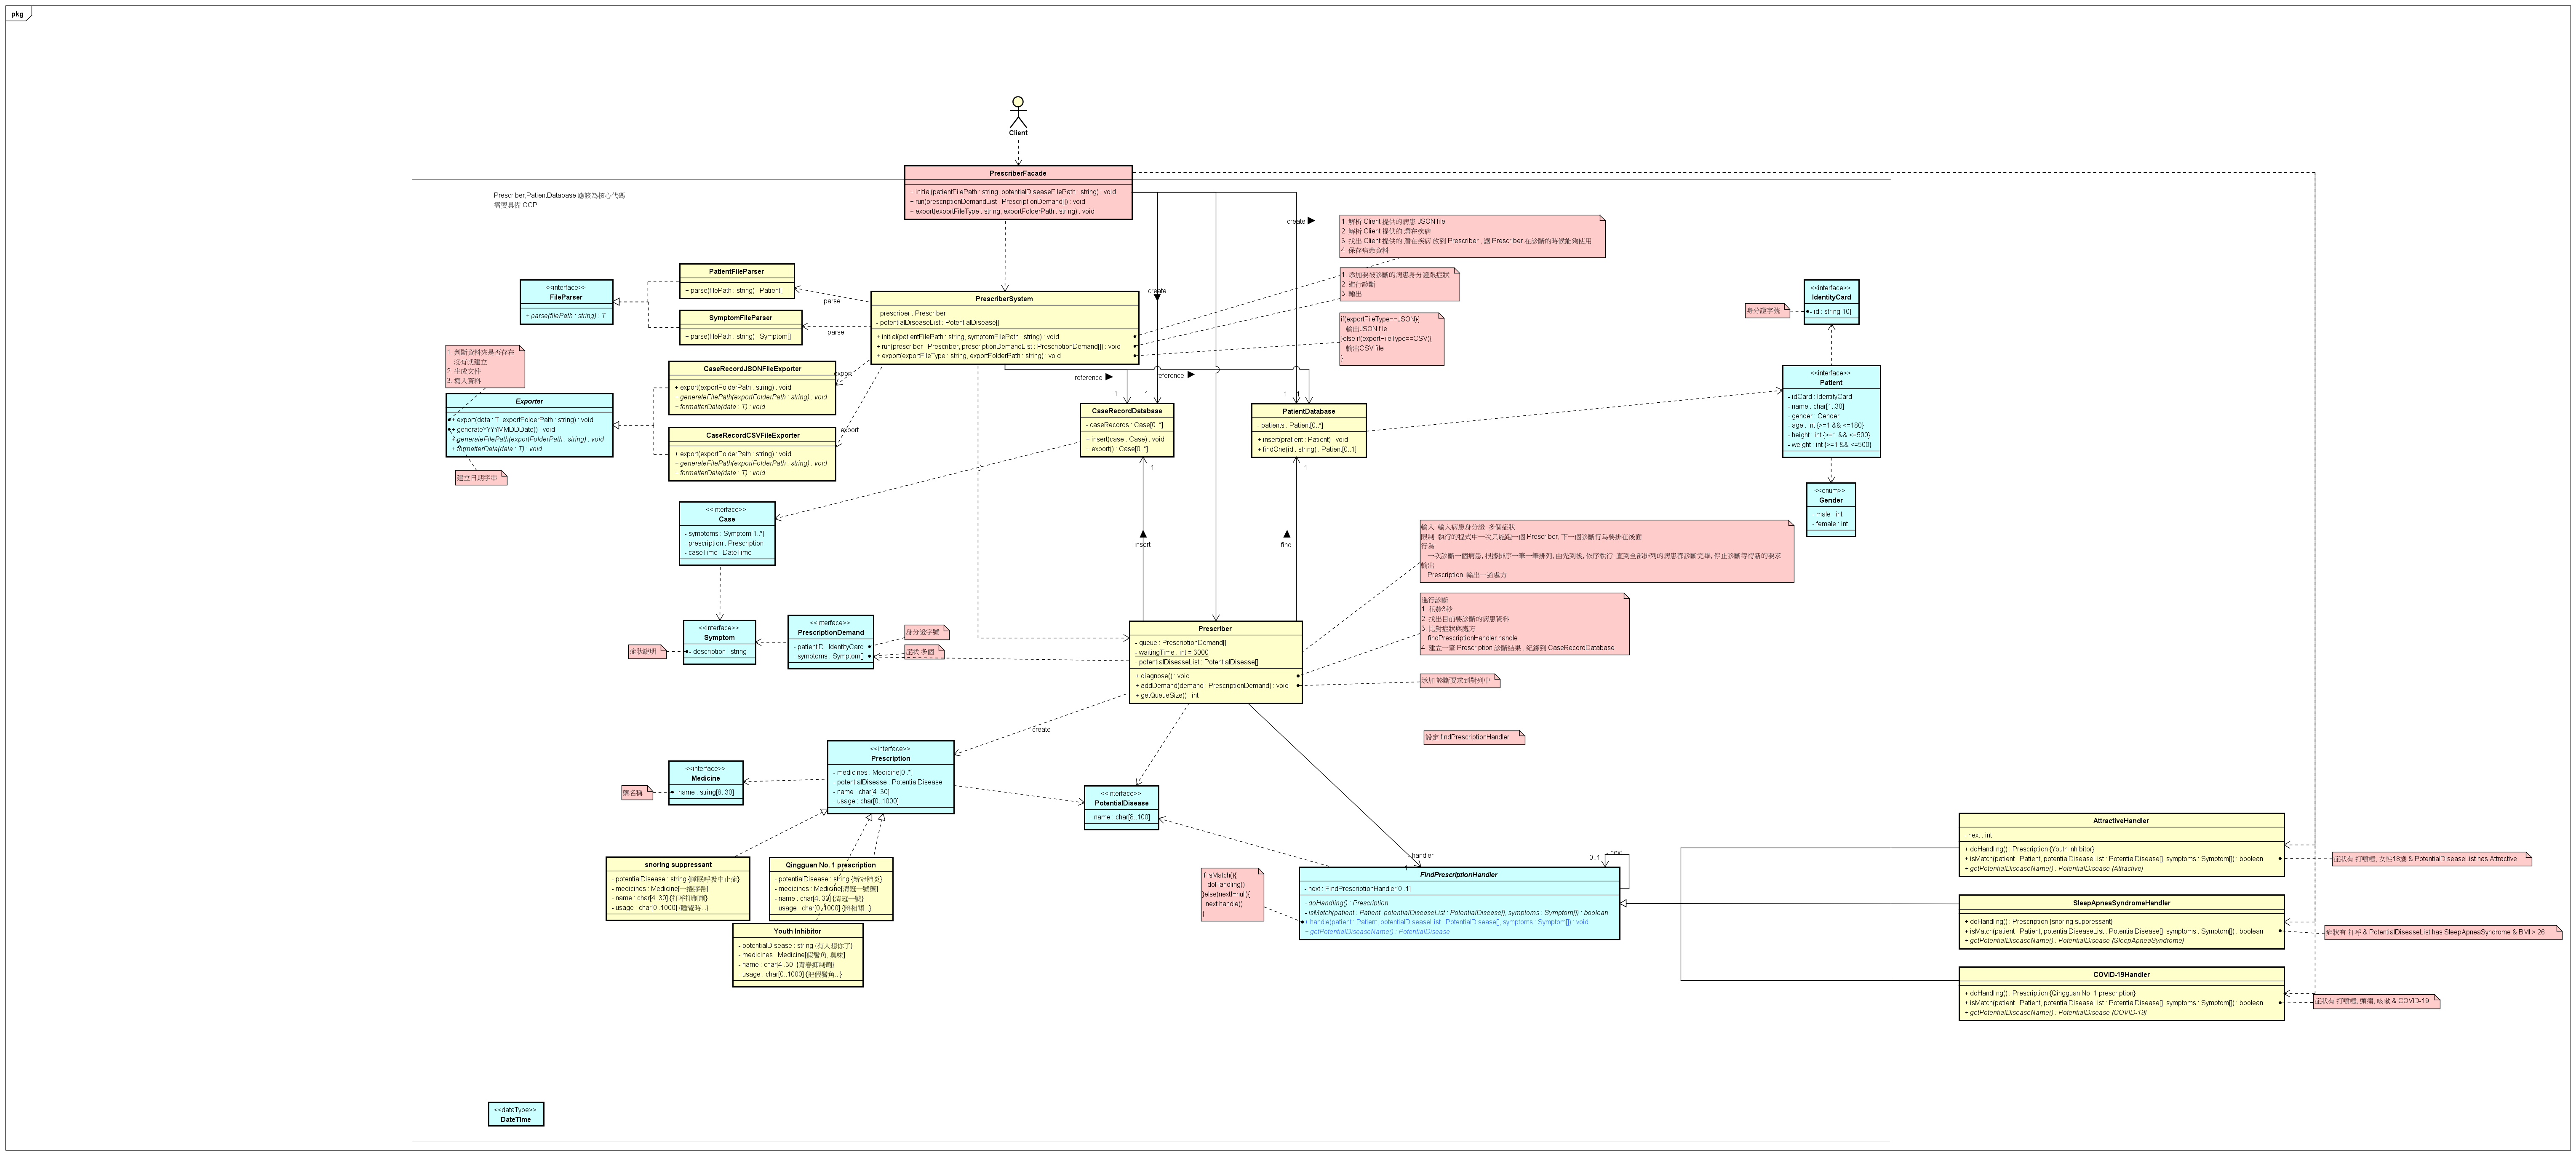 pkg
Client
Prescriber,PatientDatabase 應該為核心代碼
需要具備 OCP
PrescriberFacade
+ initial(patientFilePath : string, potentialDiseaseFilePath : string) : void
+ run(prescriptionDemandList : PrescriptionDemand[]) : void
+ export(exportFileType : string, exportFolderPath : string) : void
create
create
1. 解析 Client 提供的病患 JSON file
2. 解析 Client 提供的 潛在疾病
3. 找出 Client 提供的 潛在疾病 放到 Prescriber , 讓 Prescriber 在診斷的時候能夠使用
4. 保存病患資料
1. 添加要被診斷的病患身分證跟症狀
2. 進行診斷
3. 輸出
if(exportFileType==JSON){
輸出JSON file
}else if(exportFileType==CSV){
輸出CSV file
}
<<interface>>
FileParser
+ parse(filePath : string) : T
PatientFileParser
+ parse(filePath : string) : Patient[]
SymptomFileParser
+ parse(filePath : string) : Symptom[]
parse
parse
PrescriberSystem
- prescriber : Prescriber
- potentialDiseaseList : PotentialDisease[]
+ initial(patientFilePath : string, symptomFilePath : string) : void
+ run(prescriber : Prescriber, prescriptionDemandList : PrescriptionDemand[]) : void
+ export(exportFileType : string, exportFolderPath : string) : void
<<interface>>
IdentityCard
- id : string[10]
身分證字號
1. 判斷資料夾是否存在
沒有就建立
2. 生成文件
3. 寫入資料
Exporter
+ export(data : T, exportFolderPath : string) : void
+ generateYYYYMMDDDate() : void
+ generateFilePath(exportFolderPath : string) : void
+ formatterData(data : T) : void
建立日期字串
CaseRecordJSONFileExporter
+ export(exportFolderPath : string) : void
+ generateFilePath(exportFolderPath : string) : void
+ formatterData(data : T) : void
CaseRecordCSVFileExporter
+ export(exportFolderPath : string) : void
+ generateFilePath(exportFolderPath : string) : void
+ formatterData(data : T) : void
export
export
reference
reference
1
1
1
1
CaseRecordDatabase
- caseRecords : Case[0..*]
+ insert(case : Case) : void
+ export() : Case[0..*]
1
PatientDatabase
- patients : Patient[0..*]
+ insert(pratient : Patient) : void
+ findOne(id : string) : Patient[0..1]
1
<<interface>>
Patient
- idCard : IdentityCard
- name : char[1..30]
- gender : Gender
- age : int {>=1 && <=180}
- height : int {>=1 && <=500}
- weight : int {>=1 && <=500}
<<enum>>
Gender
- male : int
- female : int
<<interface>>
Case
- symptoms : Symptom[1..*]
- prescription : Prescription
- caseTime : DateTime
insert
find
輸入: 輸入病患身分證, 多個症狀
限制: 執行的程式中一次只能跑一個 Prescriber, 下一個診斷行為要排在後面
行為:
一次診斷一個病患, 根據排序一筆一筆排列, 由先到後, 依序執行, 直到全部排列的病患都診斷完畢, 停止診斷等待新的要求
輸出:
Prescription, 輸出一道處方
進行診斷
1. 花費3秒
2. 找出目前要診斷的病患資料
3. 比對症狀與處方
findPrescriptionHandler.handle
4. 建立一筆 Prescription 診斷結果 , 紀錄到 CaseRecordDatabase
添加 診斷要求到對列中
設定 findPrescriptionHandler
<<interface>>
Symptom
- description : string
症狀說明
<<interface>>
PrescriptionDemand
- patientID : IdentityCard
- symptoms : Symptom[]
身分證字號
症狀 多個
Prescriber
- queue : PrescriptionDemand[]
- waitingTime : int = 3000
- potentialDiseaseList : PotentialDisease[]
+ diagnose() : void
+ addDemand(demand : PrescriptionDemand) : void
+ getQueueSize() : int
create
<<interface>>
Prescription
- medicines : Medicine[0..*]
- potentialDisease : PotentialDisease
- name : char[4..30]
- usage : char[0..1000]
<<interface>>
Medicine
- name : string[8..30]
藥名稱
<<interface>>
PotentialDisease
- name : char[8..100]
snoring suppressant
- potentialDisease : string {睡眠呼吸中止症}
- medicines : Medicine[一捲膠帶]
- name : char[4..30] {打呼抑制劑}
- usage : char[0..1000] {睡覺時...}
Qingguan No. 1 prescription
- potentialDisease : string {新冠肺炎}
- medicines : Medicine[清冠一號藥]
- name : char[4..30] {清冠一號}
- usage : char[0..1000] {將相關...}
Youth Inhibitor
- potentialDisease : string {有人想你了}
- medicines : Medicine[假鬢角, 臭味]
- name : char[4..30] {青春抑制劑}
- usage : char[0..1000] {把假鬢角...}
if isMatch(){
doHandling()
}else(next!=null){
next.handle()
}
- handler
1
0..1
- next
FindPrescriptionHandler
- next : FindPrescriptionHandler[0..1]
- doHandling() : Prescription
- isMatch(patient : Patient, potentialDiseaseList : PotentialDisease[], symptoms : Symptom[]) : boolean
+ handle(patient : Patient, potentialDiseaseList : PotentialDisease[], symptoms : Symptom[]) : void
+ getPotentialDiseaseName() : PotentialDisease
AttractiveHandler
- next : int
+ doHandling() : Prescription {Youth Inhibitor}
+ isMatch(patient : Patient, potentialDiseaseList : PotentialDisease[], symptoms : Symptom[]) : boolean
+ getPotentialDiseaseName() : PotentialDisease {Attractive}
症狀有 打噴嚏, 女性18歲 & PotentialDiseaseList has Attractive
SleepApneaSyndromeHandler
+ doHandling() : Prescription {snoring suppressant}
+ isMatch(patient : Patient, potentialDiseaseList : PotentialDisease[], symptoms : Symptom[]) : boolean
+ getPotentialDiseaseName() : PotentialDisease {SleepApneaSyndrome}
症狀有 打呼 & PotentialDiseaseList has SleepApneaSyndrome & BMI > 26
COVID-19Handler
+ doHandling() : Prescription {Qingguan No. 1 prescription}
+ isMatch(patient : Patient, potentialDiseaseList : PotentialDisease[], symptoms : Symptom[]) : boolean
+ getPotentialDiseaseName() : PotentialDisease {COVID-19}
症狀有 打噴嚏, 頭痛, 咳嗽 & COVID-19
<<dataType>>
DateTime